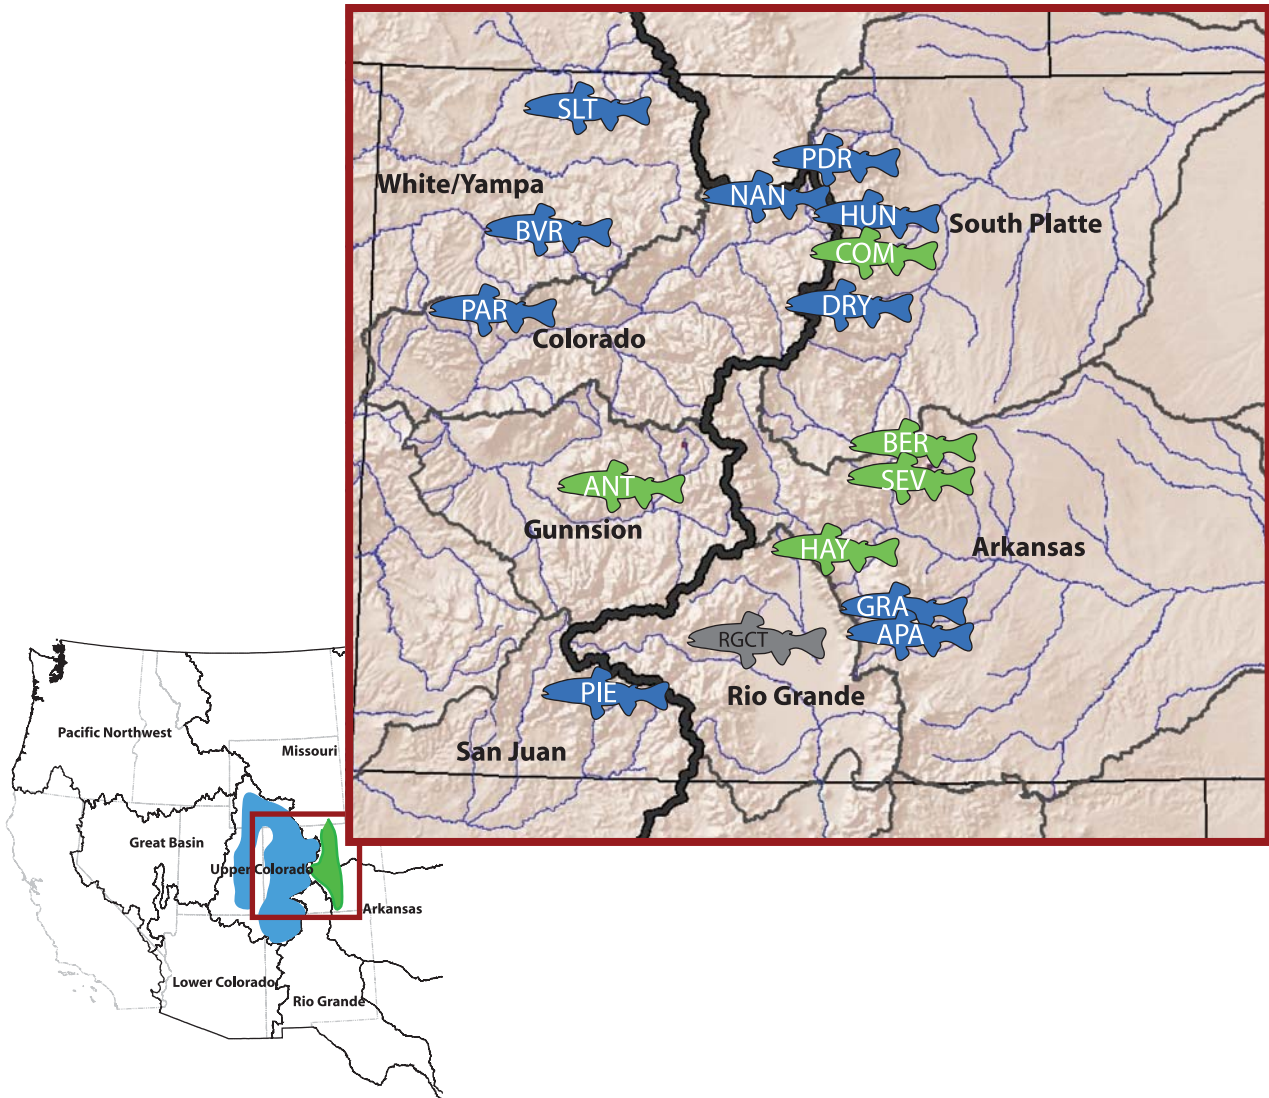 SLT
PDR
White/Yampa
NAN
HUN
South Platte
BVR
COM
PAR
DRY
Colorado
BER
SEV
ANT
Gunnsion
HAY
Arkansas
GRA
APA
RGCT
PIE
Rio Grande
San Juan
Pacific Northwest
Missouri
Great Basin
Upper Colorado
Arkansas
Lower Colorado
Rio Grande